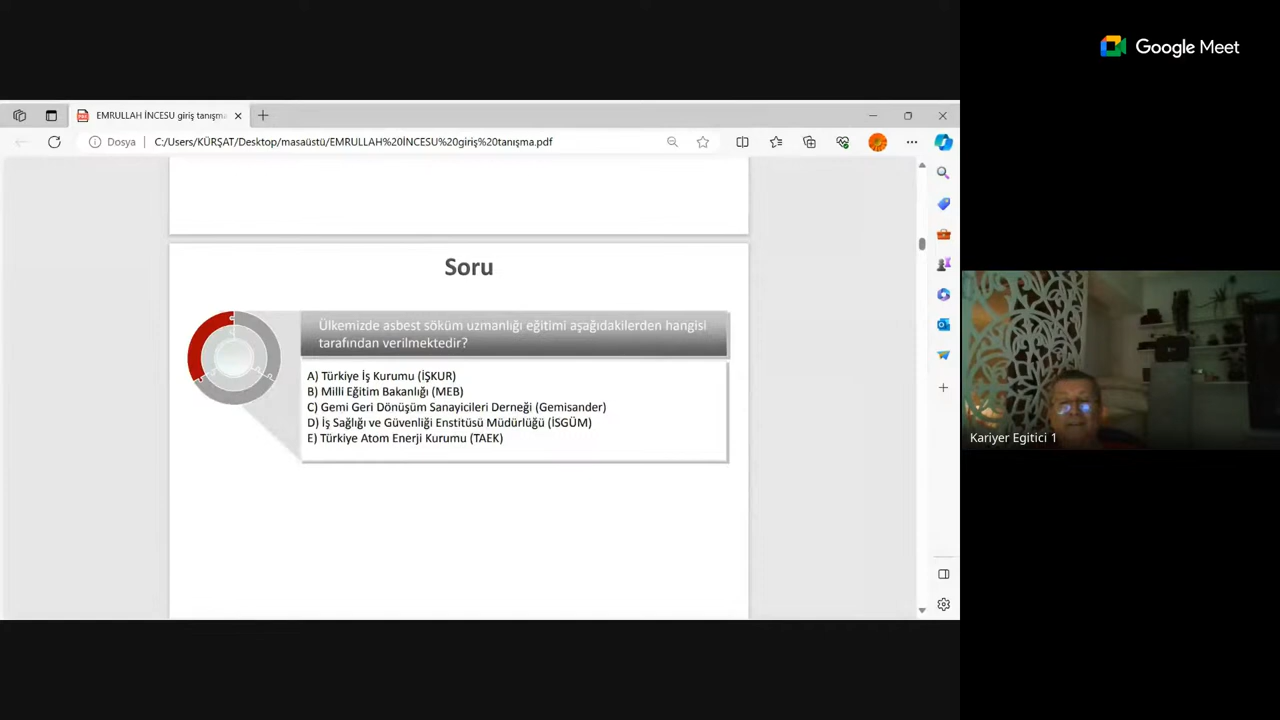 Google Meet
EMRULLAH İNCESU giriş tanışma
Dosya
C:/Users/KÜRŞAT/Desktop/masaüstü/EMRULLAH%20İNCESU%20giriş%20tanışma.pdf
Soru
Ülkemizde asbest söküm uzmanlığı eğitimi aşağıdakilerden hangisi
tarafından verilmektedir?
A) Türkiye İş Kurumu (İŞKUR)
B) Milli Eğitim Bakanlığı (MEB)
C) Gemi Geri Dönüşüm Sanayicileri Derneği (Gemisander)
D) İş Sağlığı ve Güvenliği Enstitüsü Müdürlüğü (İSGÜM)
E) Türkiye Atom Enerji Kurumu (TAEK)
Kariyer Egitici 1